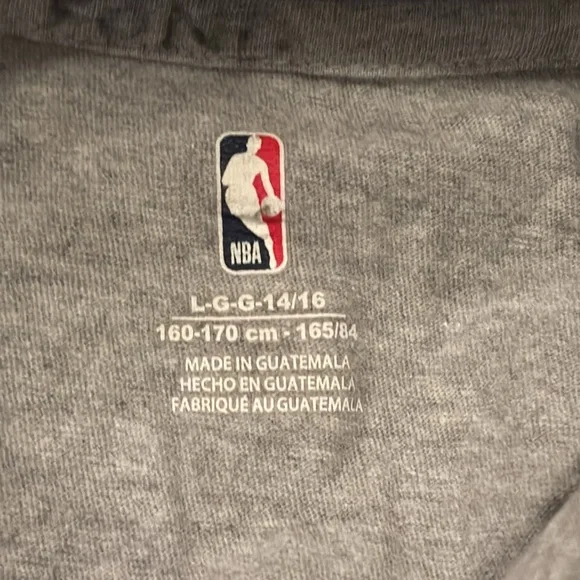 NBA
L-G-G-14/16
160-170 cm - 165/84
MADE IN GUATEMALA
HECHO EN GUATEMALA
FABRIQUÉ AU GUATEMALA